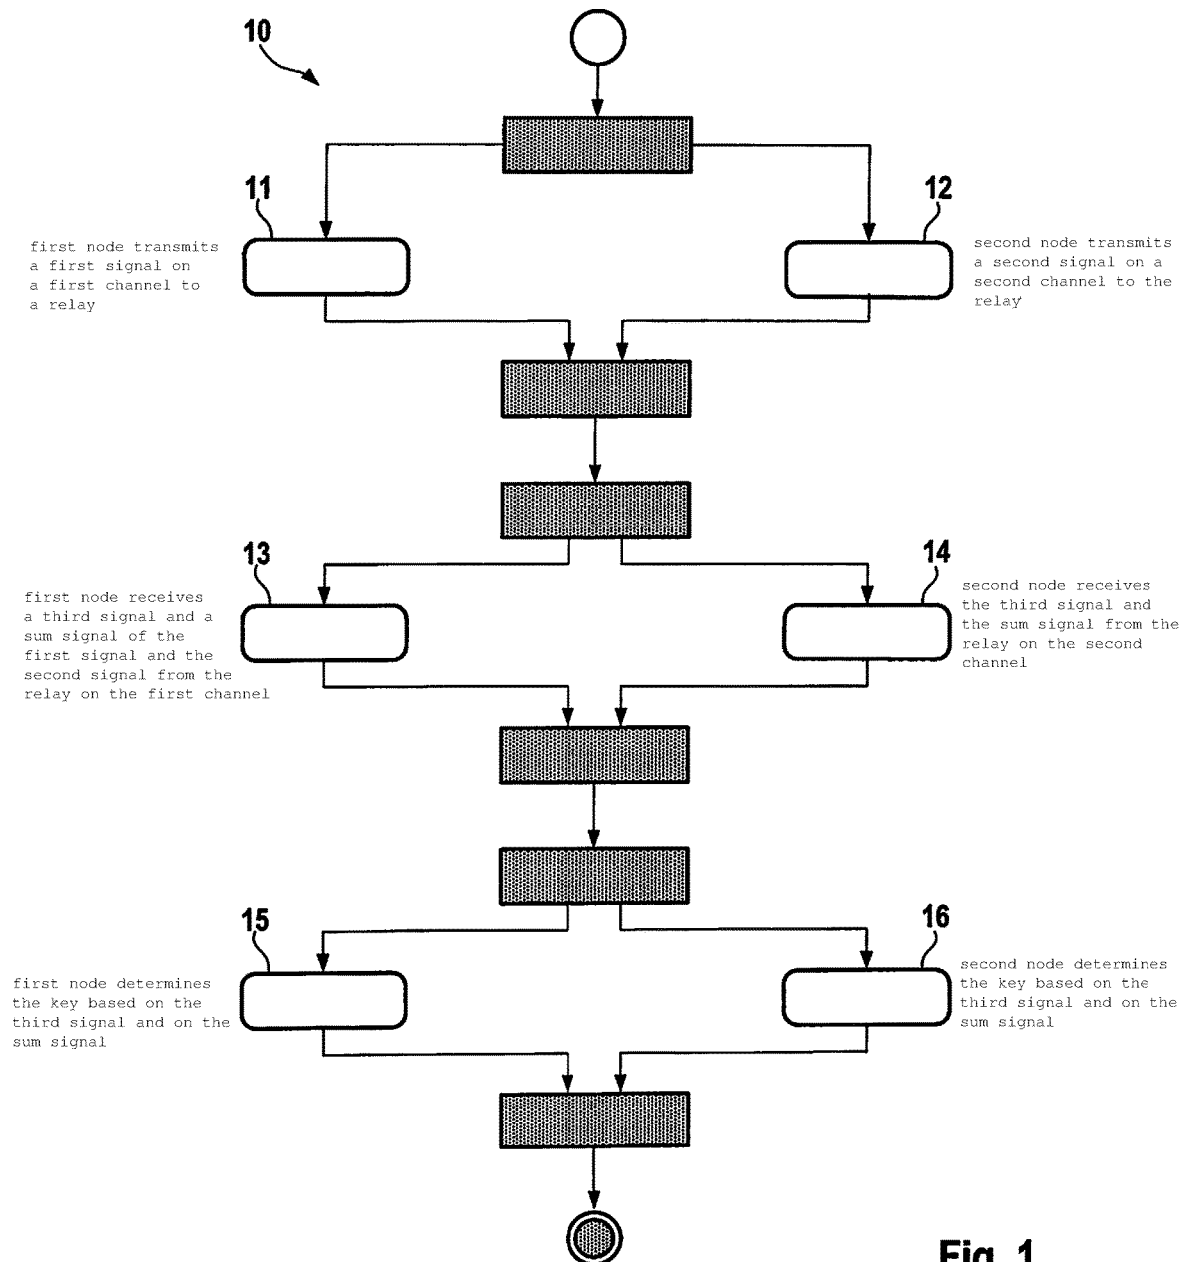 10
11
12
first node transmits
a first signal on
a first channel to
a relay
second node transmits
a second signal on a
second channel to the
relay
13
14
first node receives
a third signal and a
sum signal of the
first signal and the
second signal from the
relay on the first channel
second node receives
the third signal and
the sum signal from the
relay on the second
channel
15
16
first node determines
the key based on the
third signal and on the
sum signal
second node determines
the key based on the
third signal and on the
sum signal
Fig. 1